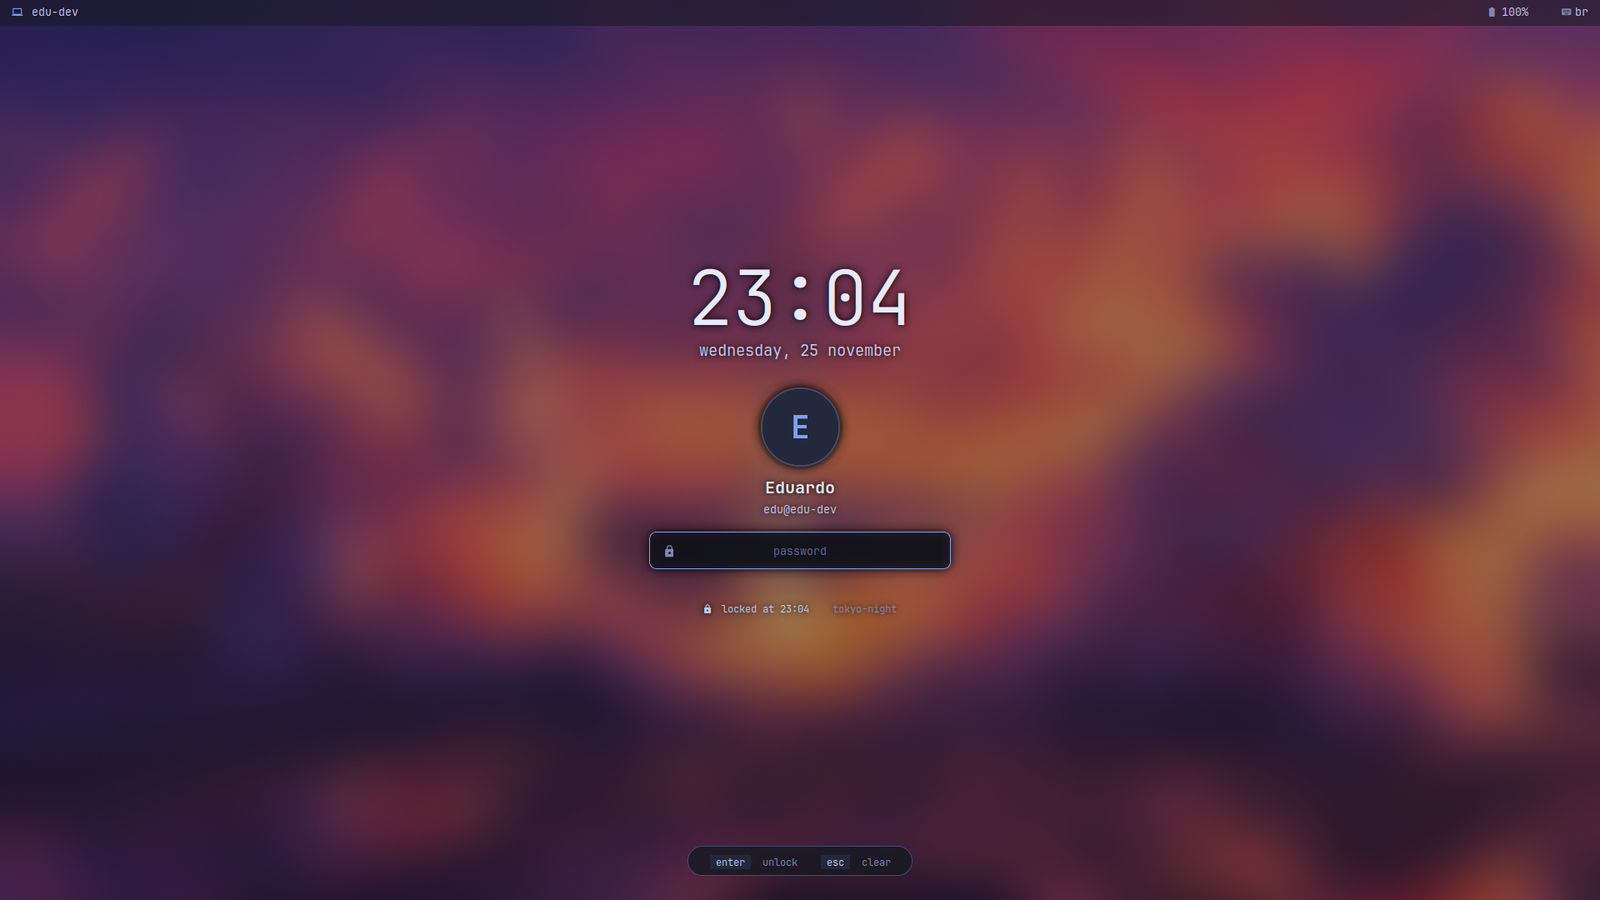 edu-dev
100%
br
23:04
wednesday, 25 november
E
Eduardo
edu@edu-dev
password
locked at 23:04 tokyo-night
enter unlock esc clear